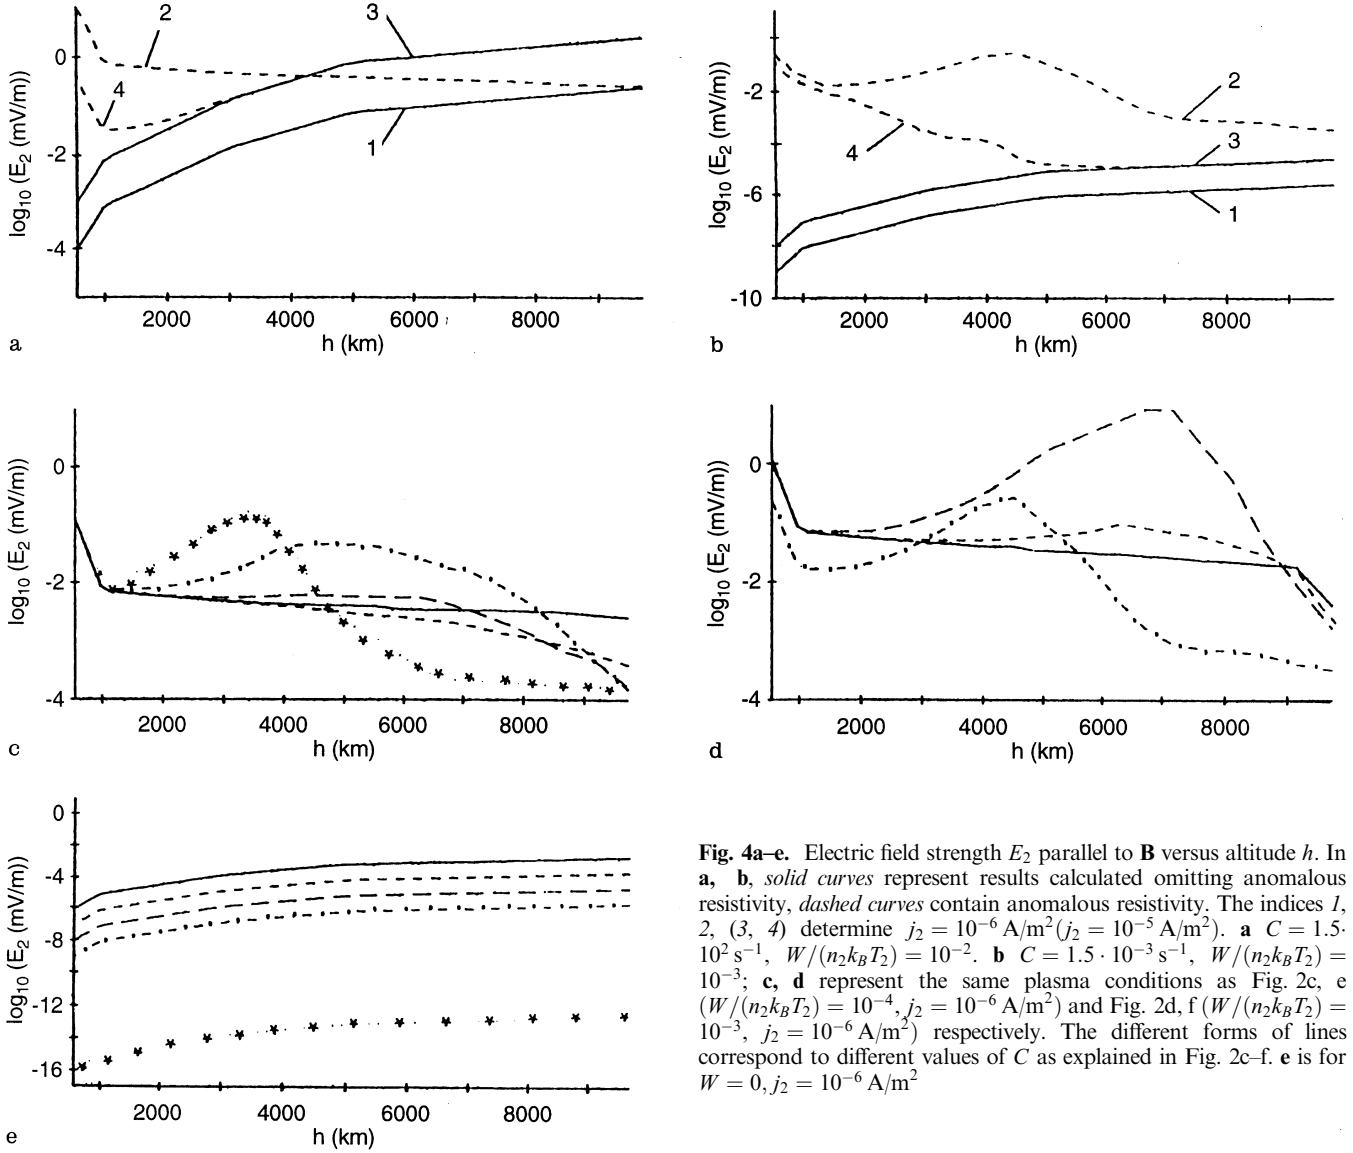 log10 (E2 (mV/m))
0
-2
-4
2
3
4
1
2000
4000
6000
8000
h (km)
a
log10 (E2 (mV/m))
-2
-6
-10
2
3
4
1
2000
4000
6000
8000
h (km)
b
log10 (E2 (mV/m))
0
-2
-4
2000
4000
6000
8000
h (km)
c
log10 (E2 (mV/m))
0
-2
-4
2000
4000
6000
8000
h (km)
d
log10 (E2 (mV/m))
0
-4
-8
-12
-16
2000
4000
6000
8000
h (km)
e
Fig. 4a–e. Electric field strength E2 parallel to B versus altitude h. In
a, b, solid curves represent results calculated omitting anomalous
resistivity, dashed curves contain anomalous resistivity. The indices 1,
2, (3, 4) determine j2 = 10⁻⁶ A/m²(j2 = 10⁻⁵ A/m²). a C = 1.5·
10² s⁻¹, W/(n2kBT2) = 10⁻². b C = 1.5 · 10⁻³ s⁻¹, W/(n2kBT2) =
10⁻³; c, d represent the same plasma conditions as Fig. 2c, e
(W/(n2kBT2) = 10⁻⁴, j2 = 10⁻⁶ A/m²) and Fig. 2d, f (W/(n2kBT2) =
10⁻³, j2 = 10⁻⁶ A/m²) respectively. The different forms of lines
correspond to different values of C as explained in Fig. 2c–f. e is for
W = 0, j2 = 10⁻⁶ A/m²